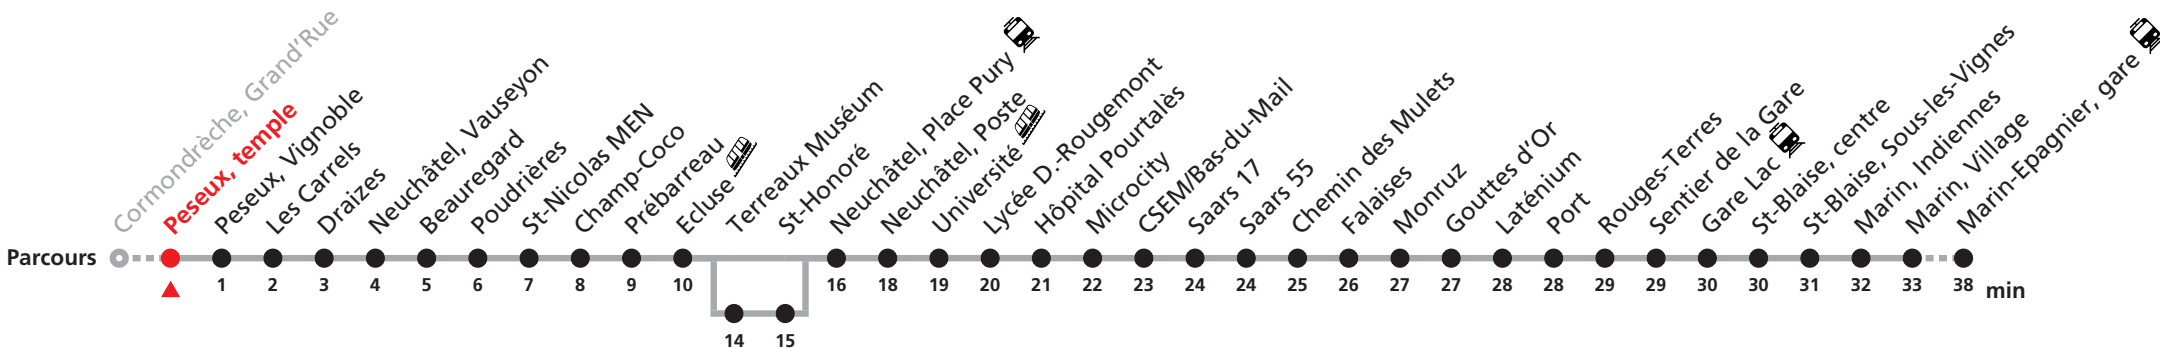 Cormondrèche, Grand'Rue
Peseux, temple
Peseux, Vignoble
Les Carrels
Draizes
Neuchâtel, Vauseyon
Beauregard
Poudrières
St-Nicolas MEN
Champ-Coco
Prébarreau
Ecluse
Terreaux Muséum
St-Honoré
Neuchâtel, Place Pury
Neuchâtel, Poste
Université
Lycée D.-Rougemont
Hôpital Pourtalès
Microcity
CSEM/Bas-du-Mail
Saars 17
Saars 55
Chemin des Mulets
Falaises
Monruz
Gouttes d'Or
Laténium
Port
Rouges-Terres
Sentier de la Gare
Gare Lac
St-Blaise, centre
St-Blaise, Sous-les-Vignes
Marin, Indiennes
Marin, Village
Marin-Epagnier, gare
Parcours
1 2 3 4 5 6 7 8 9 10 16 18 19 20 21 22 23 24 24 25 26 27 27 28 28 29 29 30 30 31 32 33 38 min
14 15